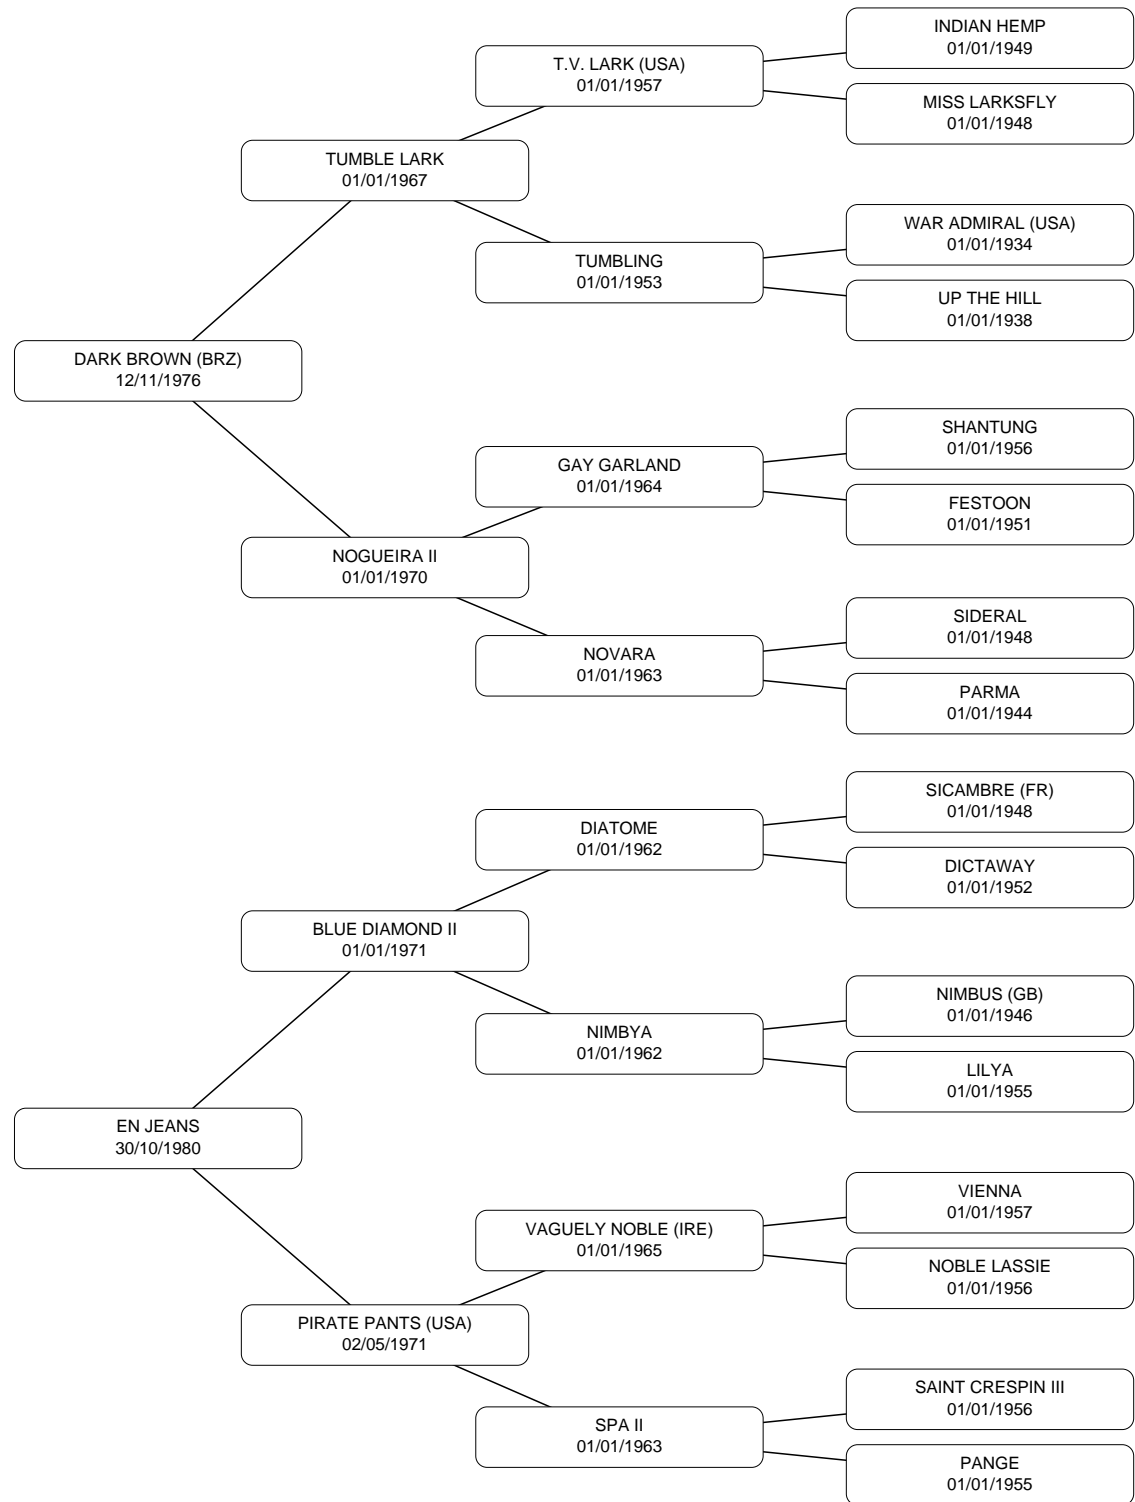 INDIAN HEMP
01/01/1949
T.V. LARK (USA)
01/01/1957
MISS LARKSFLY
01/01/1948
TUMBLE LARK
01/01/1967
WAR ADMIRAL (USA)
01/01/1934
TUMBLING
01/01/1953
UP THE HILL
01/01/1938
DARK BROWN (BRZ)
12/11/1976
SHANTUNG
01/01/1956
GAY GARLAND
01/01/1964
FESTOON
01/01/1951
NOGUEIRA II
01/01/1970
SIDERAL
01/01/1948
NOVARA
01/01/1963
PARMA
01/01/1944
SICAMBRE (FR)
01/01/1948
DIATOME
01/01/1962
DICTAWAY
01/01/1952
BLUE DIAMOND II
01/01/1971
NIMBUS (GB)
01/01/1946
NIMBYA
01/01/1962
LILYA
01/01/1955
EN JEANS
30/10/1980
VIENNA
01/01/1957
VAGUELY NOBLE (IRE)
01/01/1965
NOBLE LASSIE
01/01/1956
PIRATE PANTS (USA)
02/05/1971
SAINT CRESPIN III
01/01/1956
SPA II
01/01/1963
PANGE
01/01/1955